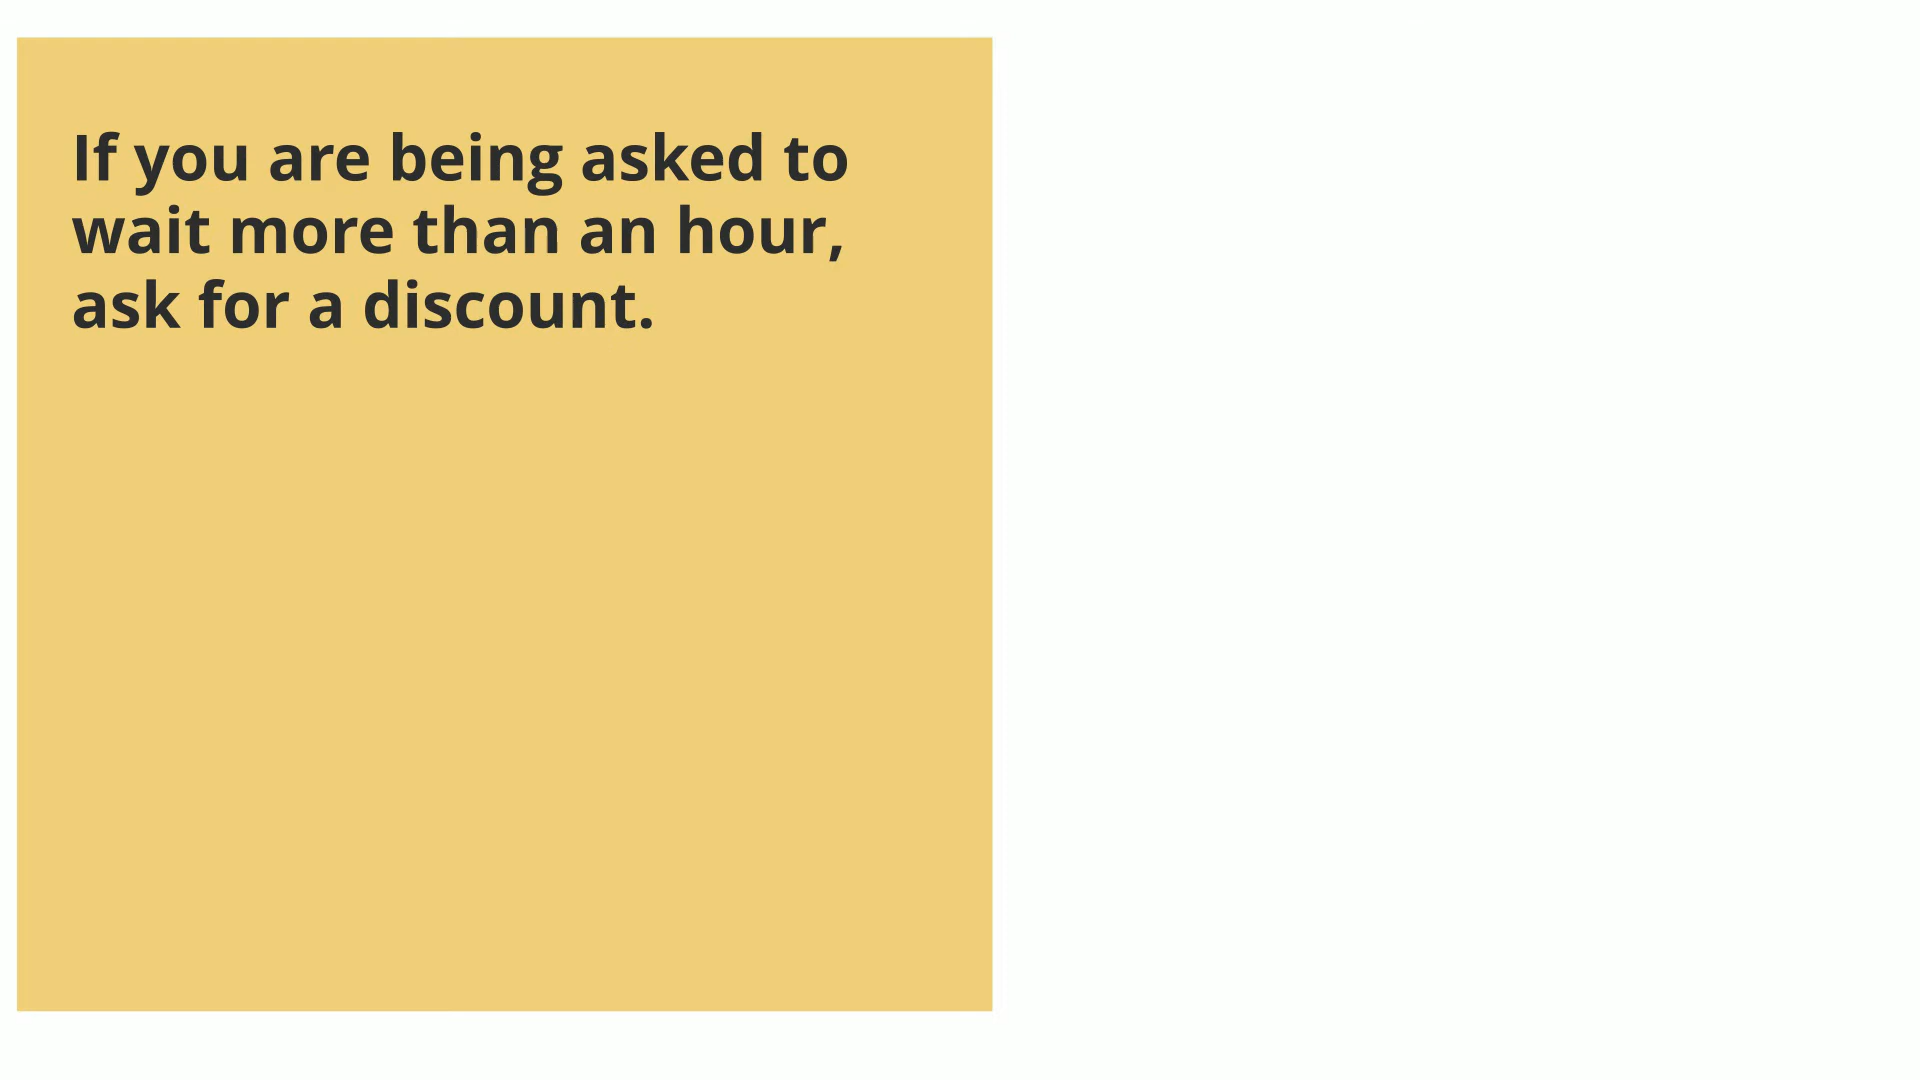 If you are being asked to
wait more than an hour,
ask for a discount.